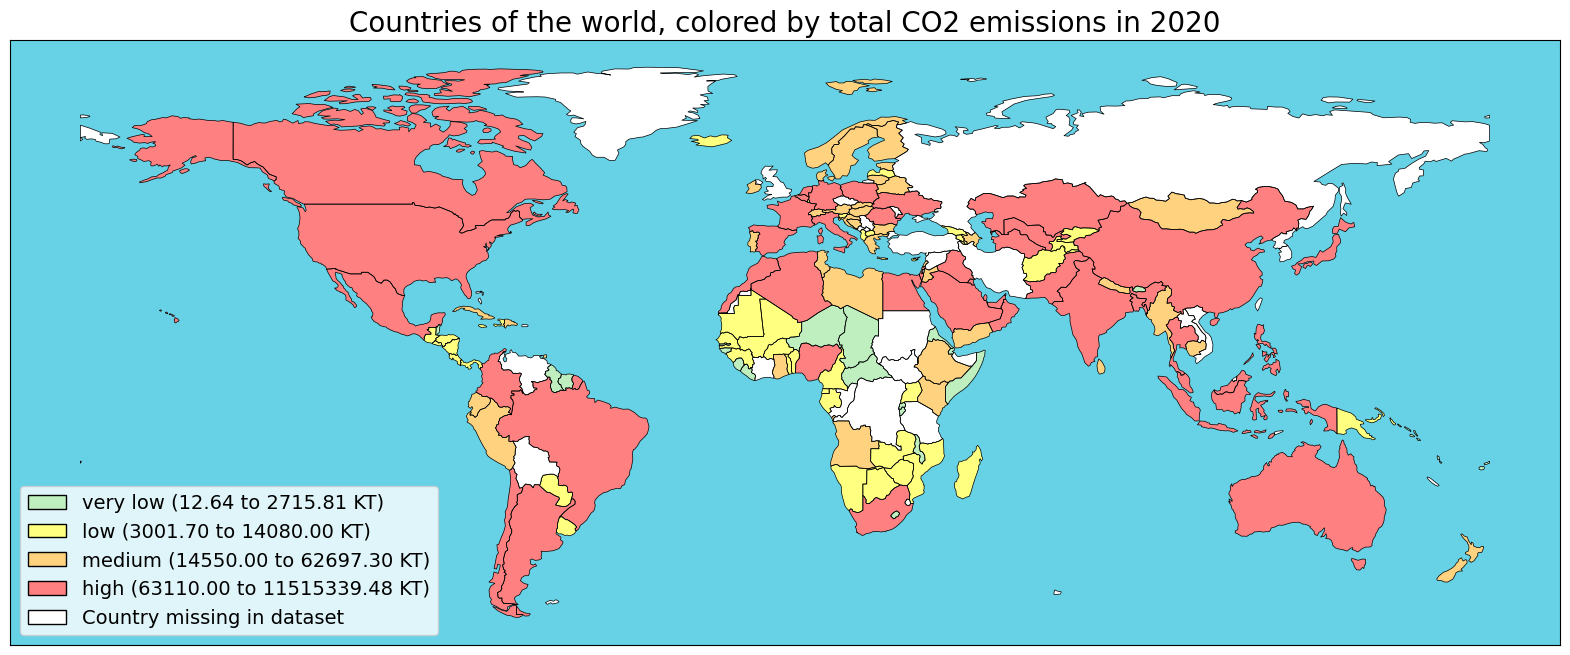 Countries of the world, colored by total CO2 emissions in 2020
very low (12.64 to 2715.81 KT)
low (3001.70 to 14080.00 KT)
medium (14550.00 to 62697.30 KT)
high (63110.00 to 11515339.48 KT)
Country missing in dataset